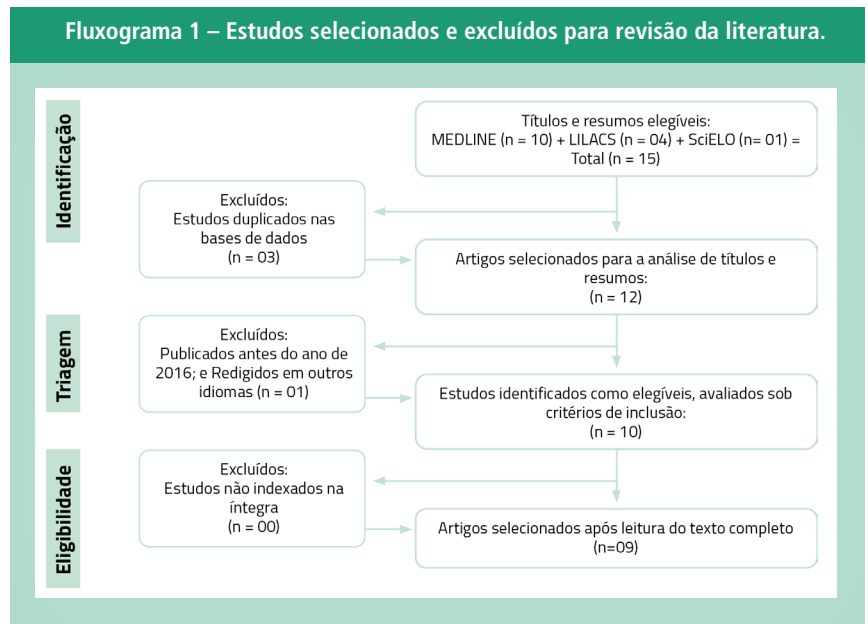 Fluxograma 1 – Estudos selecionados e excluídos para revisão da literatura.
Identificação
Títulos e resumos elegíveis:
MEDLINE (n = 10) + LILACS (n = 04) + SciELO (n= 01) =
Total (n = 15)
Excluídos:
Estudos duplicados nas
bases de dados
(n = 03)
Artigos selecionados para a análise de títulos e
resumos:
(n = 12)
Triagem
Excluídos:
Publicados antes do ano de
2016; e Redigidos em outros
idiomas (n = 01)
Estudos identificados como elegíveis, avaliados sob
critérios de inclusão:
(n = 10)
Eligibilidade
Excluídos:
Estudos não indexados na
íntegra
(n = 00)
Artigos selecionados após leitura do texto completo
(n=09)